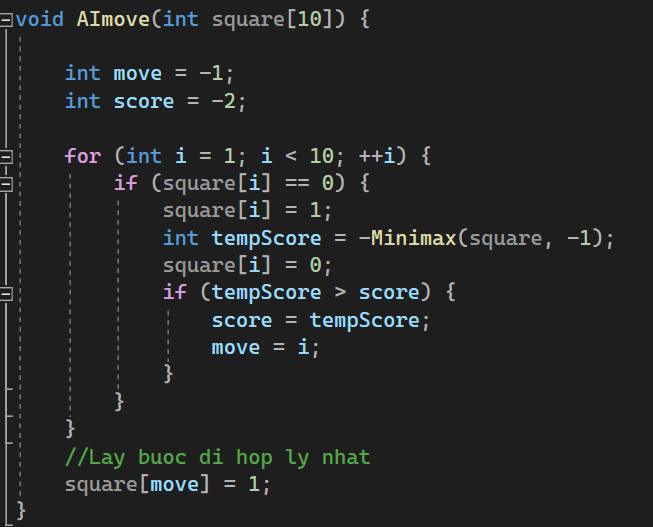 void AImove(int square[10]) {
int move = -1;
int score = -2;
for (int i = 1; i < 10; ++i) {
if (square[i] == 0) {
square[i] = 1;
int tempScore = -Minimax(square, -1);
square[i] = 0;
if (tempScore > score) {
score = tempScore;
move = i;
}
}
}
//Lay buoc di hop ly nhat
square[move] = 1;
}